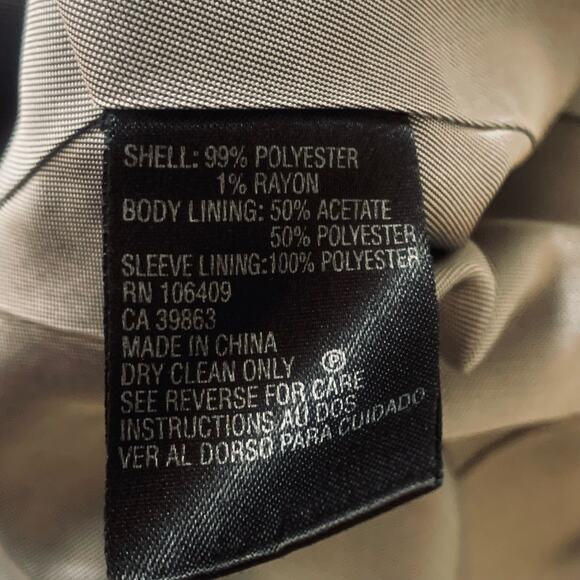 SHELL: 99% POLYESTER
1% RAYON
BODY LINING: 50% ACETATE
50% POLYESTER
SLEEVE LINING:100% POLYESTER
RN 106409
CA 39863
MADE IN CHINA
DRY CLEAN ONLY Ⓟ
SEE REVERSE FOR CARE
INSTRUCTIONS AU DOS
VER AL DORSO PARA CUIDADO